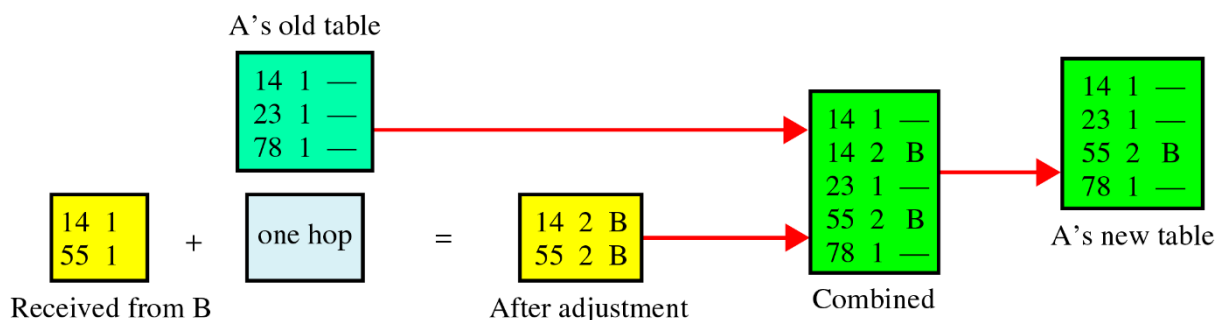 A’s old table
14 1 —
23 1 —
78 1 —
14 1
55 1
Received from B
+
one hop
=
14 2 B
55 2 B
After adjustment
14 1 —
14 2 B
23 1 —
55 2 B
78 1 —
Combined
14 1 —
23 1 —
55 2 B
78 1 —
A’s new table